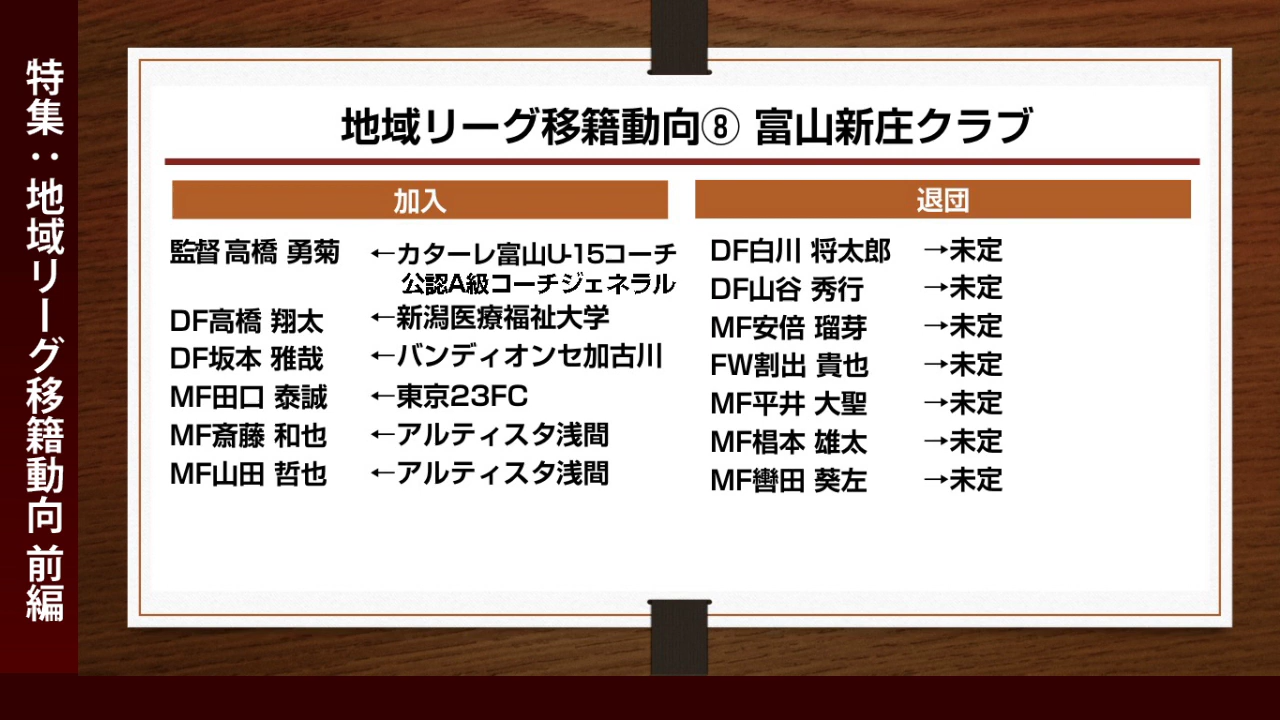 特集：地域リーグ移籍動向 前編
地域リーグ移籍動向⑧ 富山新庄クラブ
加入
監督 高橋 勇菊 ←カターレ富山U-15コーチ
公認A級コーチジェネラル
DF高橋 翔太 ←新潟医療福祉大学
DF坂本 雅哉 ←バンディオンセ加古川
MF田口 泰誠 ←東京23FC
MF斎藤 和也 ←アルティスタ浅間
MF山田 哲也 ←アルティスタ浅間
退団
DF白川 将太郎 →未定
DF山谷 秀行 →未定
MF安倍 瑠芽 →未定
FW割出 貴也 →未定
MF平井 大聖 →未定
MF椙本 雄太 →未定
MF轡田 葵左 →未定